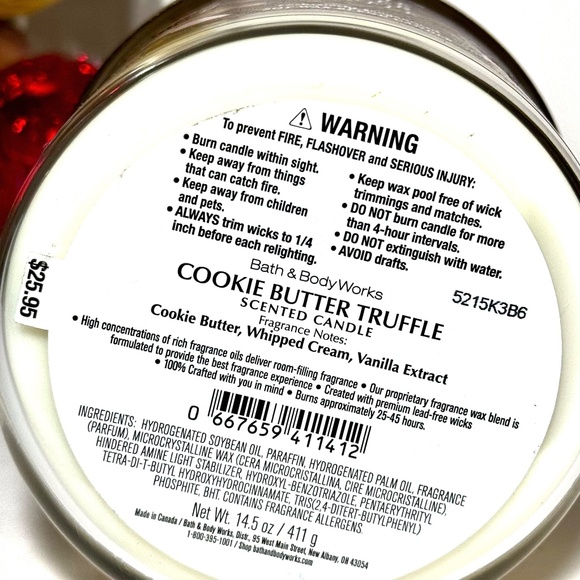 ⚠ WARNING
To prevent FIRE, FLASHOVER and SERIOUS INJURY:
• Burn candle within sight.
• Keep away from things
that can catch fire.
• Keep away from children
and pets.
• ALWAYS trim wicks to 1/4
inch before each relighting.
• Keep wax pool free of wick
trimmings and matches.
• DO NOT burn candle for more
than 4-hour intervals.
• DO NOT extinguish with water.
• AVOID drafts.
$25.95
5215K3B6
Bath & Body Works
COOKIE BUTTER TRUFFLE
SCENTED CANDLE
Fragrance Notes:
Cookie Butter, Whipped Cream, Vanilla Extract
• High concentrations of rich fragrance oils deliver room-filling fragrance • Our proprietary fragrance wax blend is
formulated to provide the best fragrance experience • Created with premium lead-free wicks
• 100% Crafted with you in mind • Burns approximately 25-45 hours.
0 667659 411412
INGREDIENTS: HYDROGENATED SOYBEAN OIL, PARAFFIN, HYDROGENATED PALM OIL, FRAGRANCE
(PARFUM), MICROCRYSTALLINE WAX (CERA MICROCRISTALLINA, CIRE MICROCRISTALLINE),
HINDERED AMINE LIGHT STABILIZER, HYDROXYL-BENZOTRIAZOLE, PENTAERYTHRITYL
TETRA-DI-T-BUTYL HYDROXYHYDROCINNAMATE, TRIS(2,4-DITERT-BUTYLPHENYL)
PHOSPHITE, BHT. CONTAINS FRAGRANCE ALLERGENS.
Net Wt. 14.5 oz / 411 g
Made in Canada / Bath & Body Works, Distr., 95 West Main Street, New Albany, OH 43054
1-800-395-1001 / Shop bathandbodyworks.com